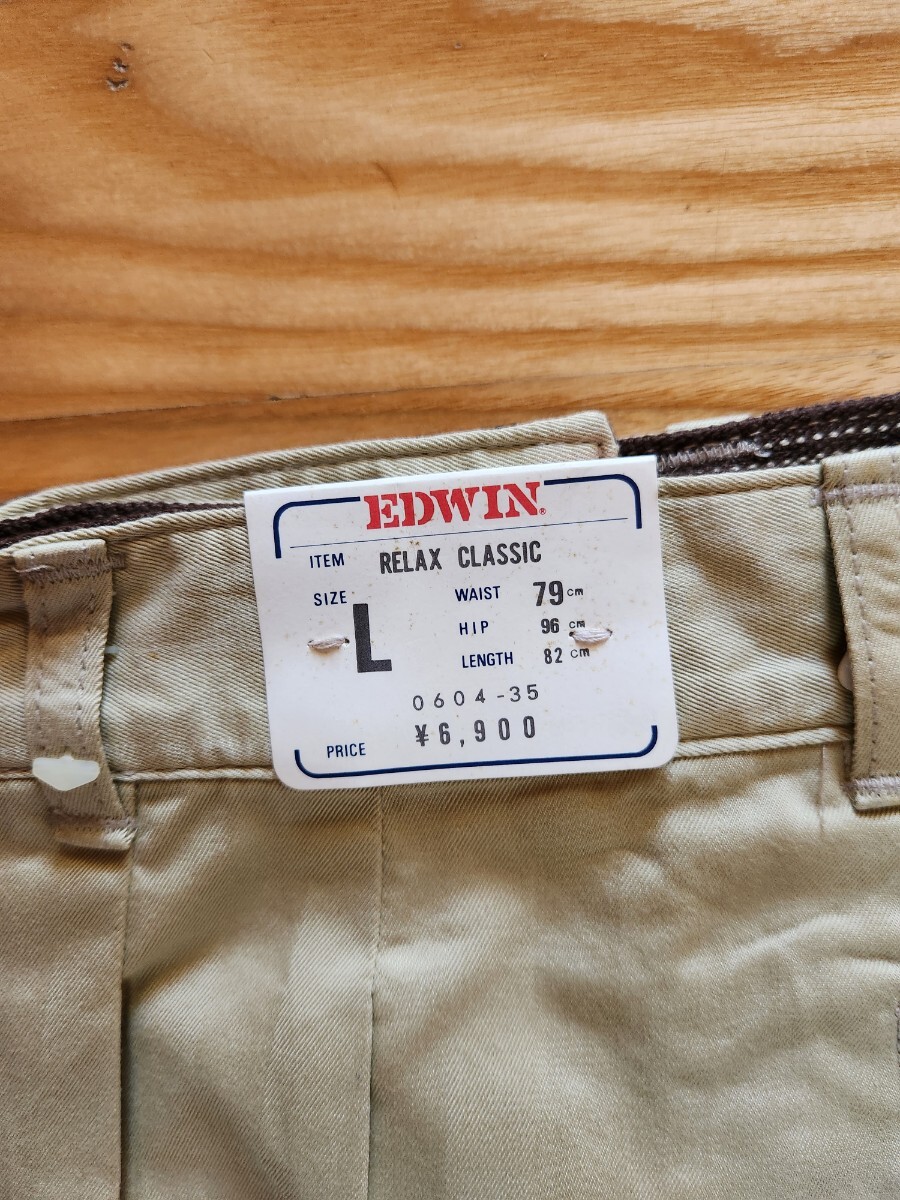 EDWIN®
ITEM RELAX CLASSIC
SIZE L
WAIST 79 cm
HIP 96 cm
LENGTH 82 cm
0604-35
PRICE ¥6,900